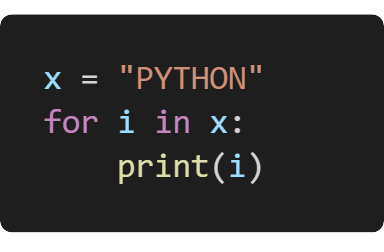 x = "PYTHON"
for i in x:
    print(i)